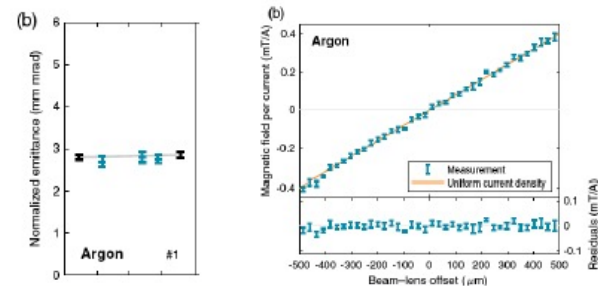 (b)
Normalized emittance (mm mrad)
6
5
4
3
2
1
0
Argon #1
(b)
Magnetic field per current (mT/A)
0.4
0.2
0
-0.2
-0.4
Argon
Measurement
Uniform current density
0.1
0
-0.1
Residuals (mT/A)
-500 -400 -300 -200 -100 0 100 200 300 400 500
Beam–lens offset (μm)